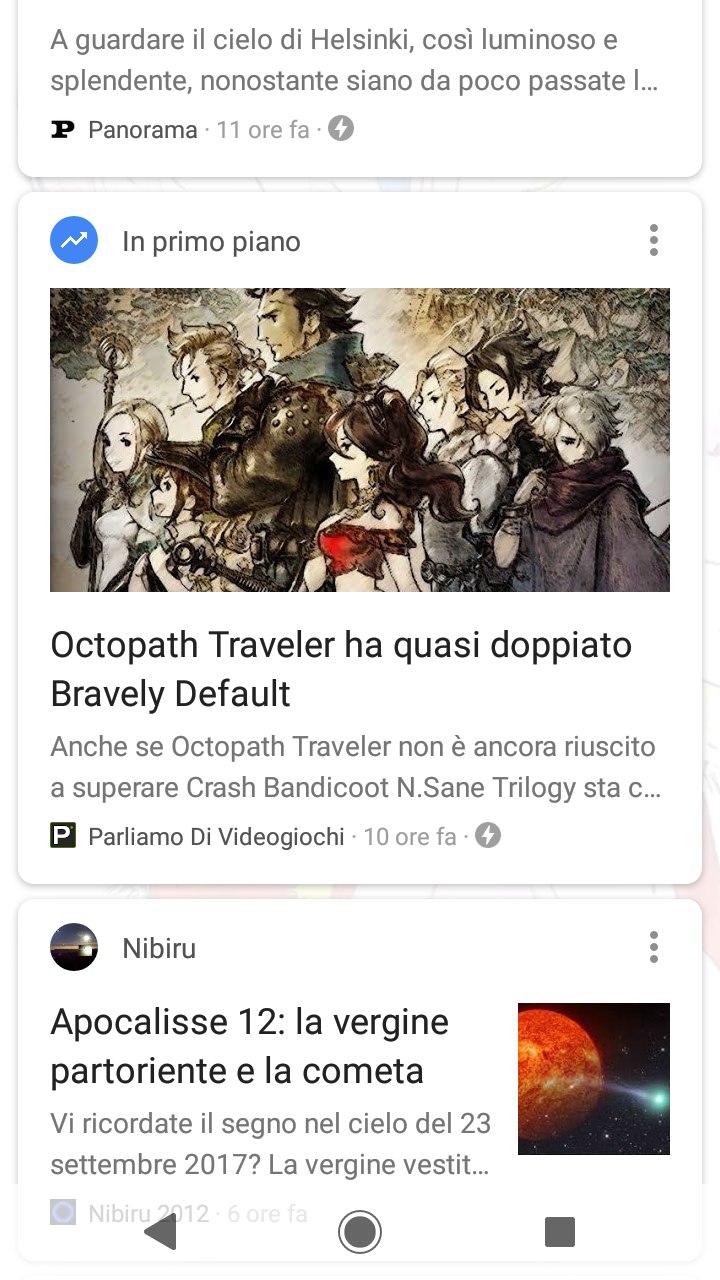 A guardare il cielo di Helsinki, così luminoso e
splendente, nonostante siano da poco passate l...
Panorama · 11 ore fa ·
In primo piano
Octopath Traveler ha quasi doppiato
Bravely Default
Anche se Octopath Traveler non è ancora riuscito
a superare Crash Bandicoot N.Sane Trilogy sta c...
Parliamo Di Videogiochi · 10 ore fa ·
Nibiru
Apocalisse 12: la vergine
partoriente e la cometa
Vi ricordate il segno nel cielo del 23
settembre 2017? La vergine vestit...
Nibiru 2012 · 6 ore fa